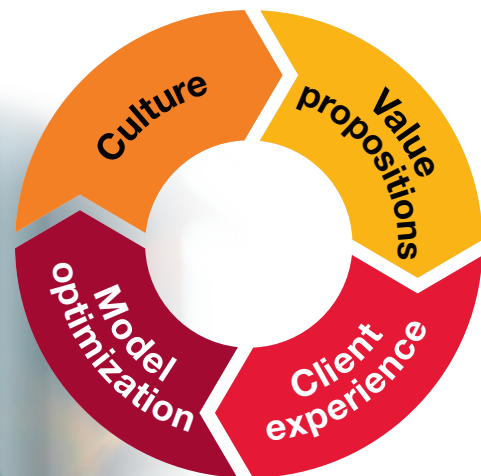 Culture
Value
propositions
Client
experience
Model
optimization